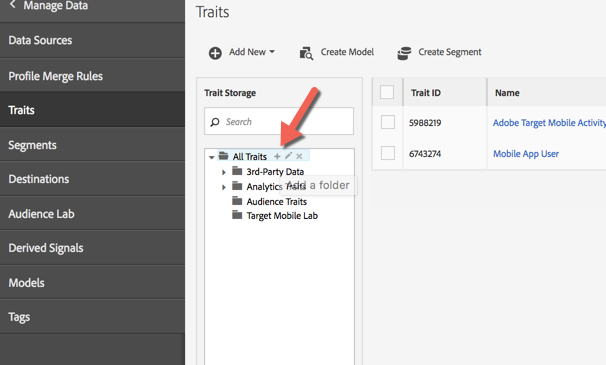 Manage Data
Data Sources
Profile Merge Rules
Traits
Segments
Destinations
Audience Lab
Derived Signals
Models
Tags
Traits
Add New
Create Model
Create Segment
Trait Storage
Search
All Traits
3rd-Party Data
Analytics Traits
Add a folder
Audience Traits
Target Mobile Lab
Trait ID Name
5988219 Adobe Target Mobile Activity
6743274 Mobile App User